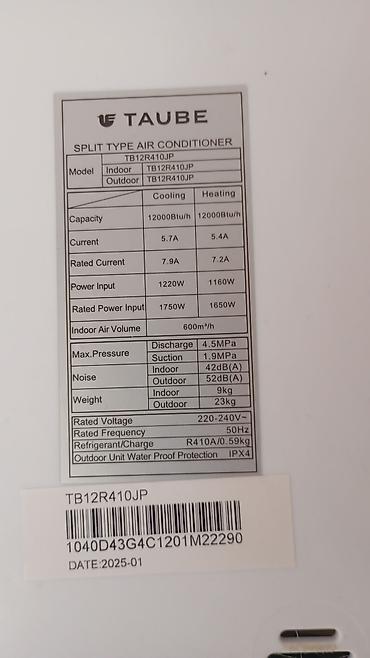 TAUBE
SPLIT TYPE AIR CONDITIONER
Model TB12R410JP
Indoor TB12R410JP
Outdoor TB12R410JP
Cooling Heating
Capacity 12000Btu/h 12000Btu/h
Current 5.7A 5.4A
Rated Current 7.9A 7.2A
Power Input 1220W 1160W
Rated Power Input 1750W 1650W
Indoor Air Volume 600m³/h
Max.Pressure Discharge 4.5MPa
Suction 1.9MPa
Noise Indoor 42dB(A)
Outdoor 52dB(A)
Weight Indoor 9kg
Outdoor 23kg
Rated Voltage 220-240V~
Rated Frequency 50Hz
Refrigerant/Charge R410A/0.59kg
Outdoor Unit Water Proof Protection IPX4
TB12R410JP
1040D43G4C1201M22290
DATE:2025-01